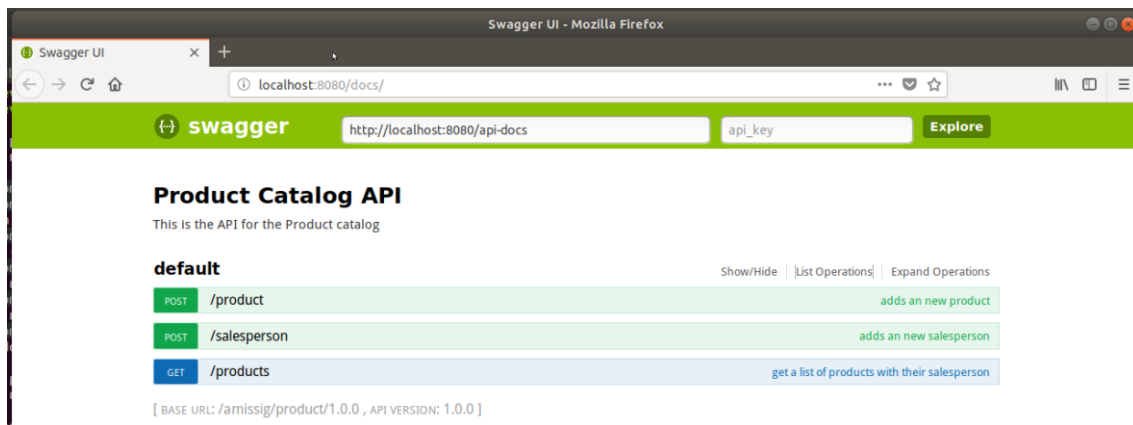 Swagger UI - Mozilla Firefox
Swagger UI
localhost:8080/docs/
swagger http://localhost:8080/api-docs api_key Explore
Product Catalog API
This is the API for the Product catalog
default Show/Hide List Operations Expand Operations
POST /product adds an new product
POST /salesperson adds an new salesperson
GET /products get a list of products with their salesperson
[ BASE URL: /amissig/product/1.0.0 , API VERSION: 1.0.0 ]